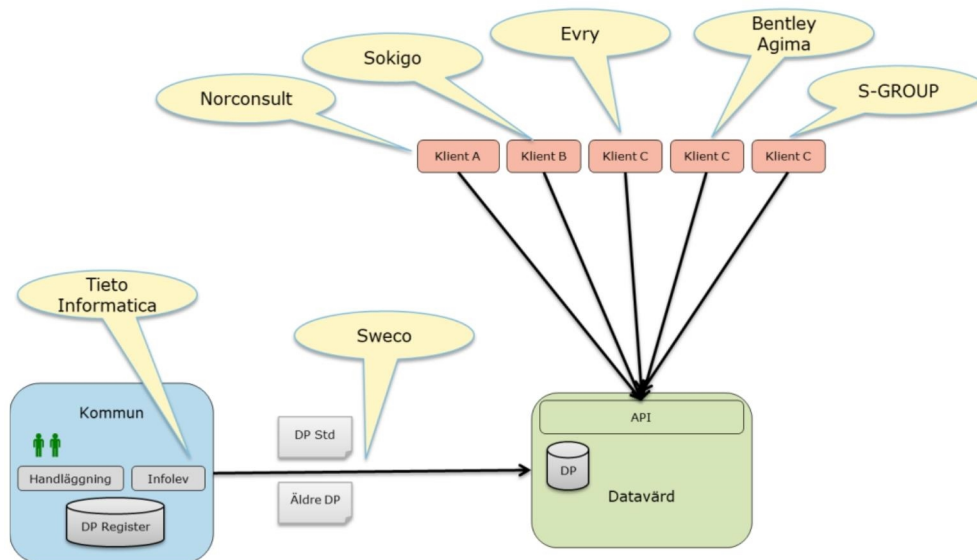 Evry
Bentley
Agima
Sokigo
Norconsult
S-GROUP
Klient A
Klient B
Klient C
Klient C
Klient C
Tieto
Informatica
Sweco
Kommun
DP Std
API
Handläggning
Infolev
DP
Äldre DP
Datavärd
DP Register